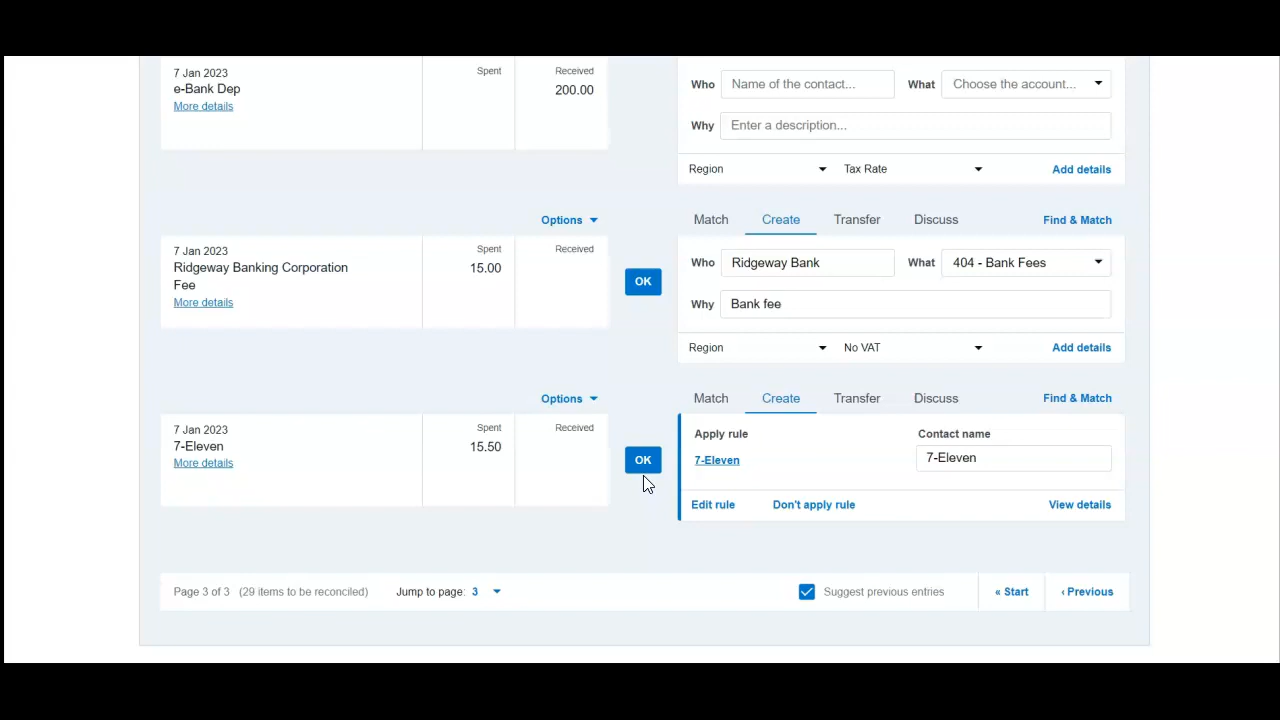 7 Jan 2023
e-Bank Dep
More details
Spent
Received
200.00
Who Name of the contact... What Choose the account...
Why Enter a description...
Region Tax Rate Add details
Options
Match Create Transfer Discuss Find & Match
7 Jan 2023
Ridgeway Banking Corporation
Fee
More details
Spent
15.00
Received
OK
Who Ridgeway Bank What 404 - Bank Fees
Why Bank fee
Region No VAT Add details
Options
Match Create Transfer Discuss Find & Match
7 Jan 2023
7-Eleven
More details
Spent
15.50
Received
OK
Apply rule Contact name
7-Eleven 7-Eleven
Edit rule Don't apply rule View details
Page 3 of 3 (29 items to be reconciled) Jump to page: 3 Suggest previous entries « Start ‹ Previous